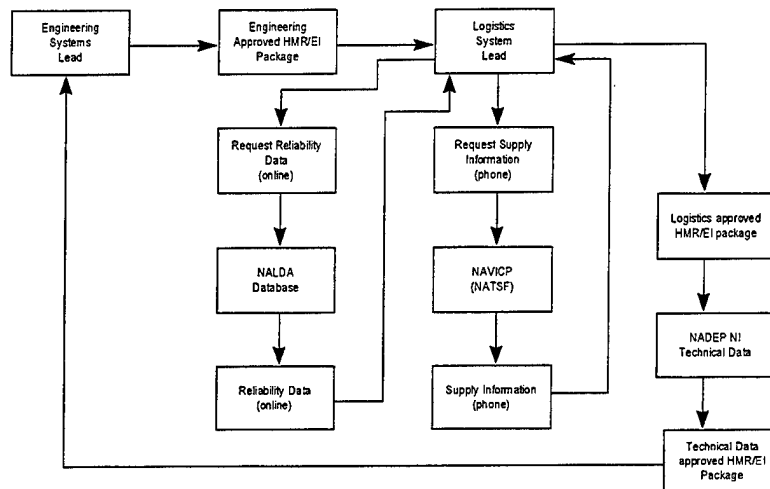 Engineering
Systems
Lead
Engineering
Approved HMR/EI
Package
Logistics
System
Lead
Request Reliability
Data
(online)
Request Supply
Information
(phone)
Logistics approved
HMR/EI package
NALDA
Database
NAVICP
(NATSF)
NADEP NI
Technical Data
Reliability Data
(online)
Supply Information
(phone)
Technical Data
approved HMR/EI
Package